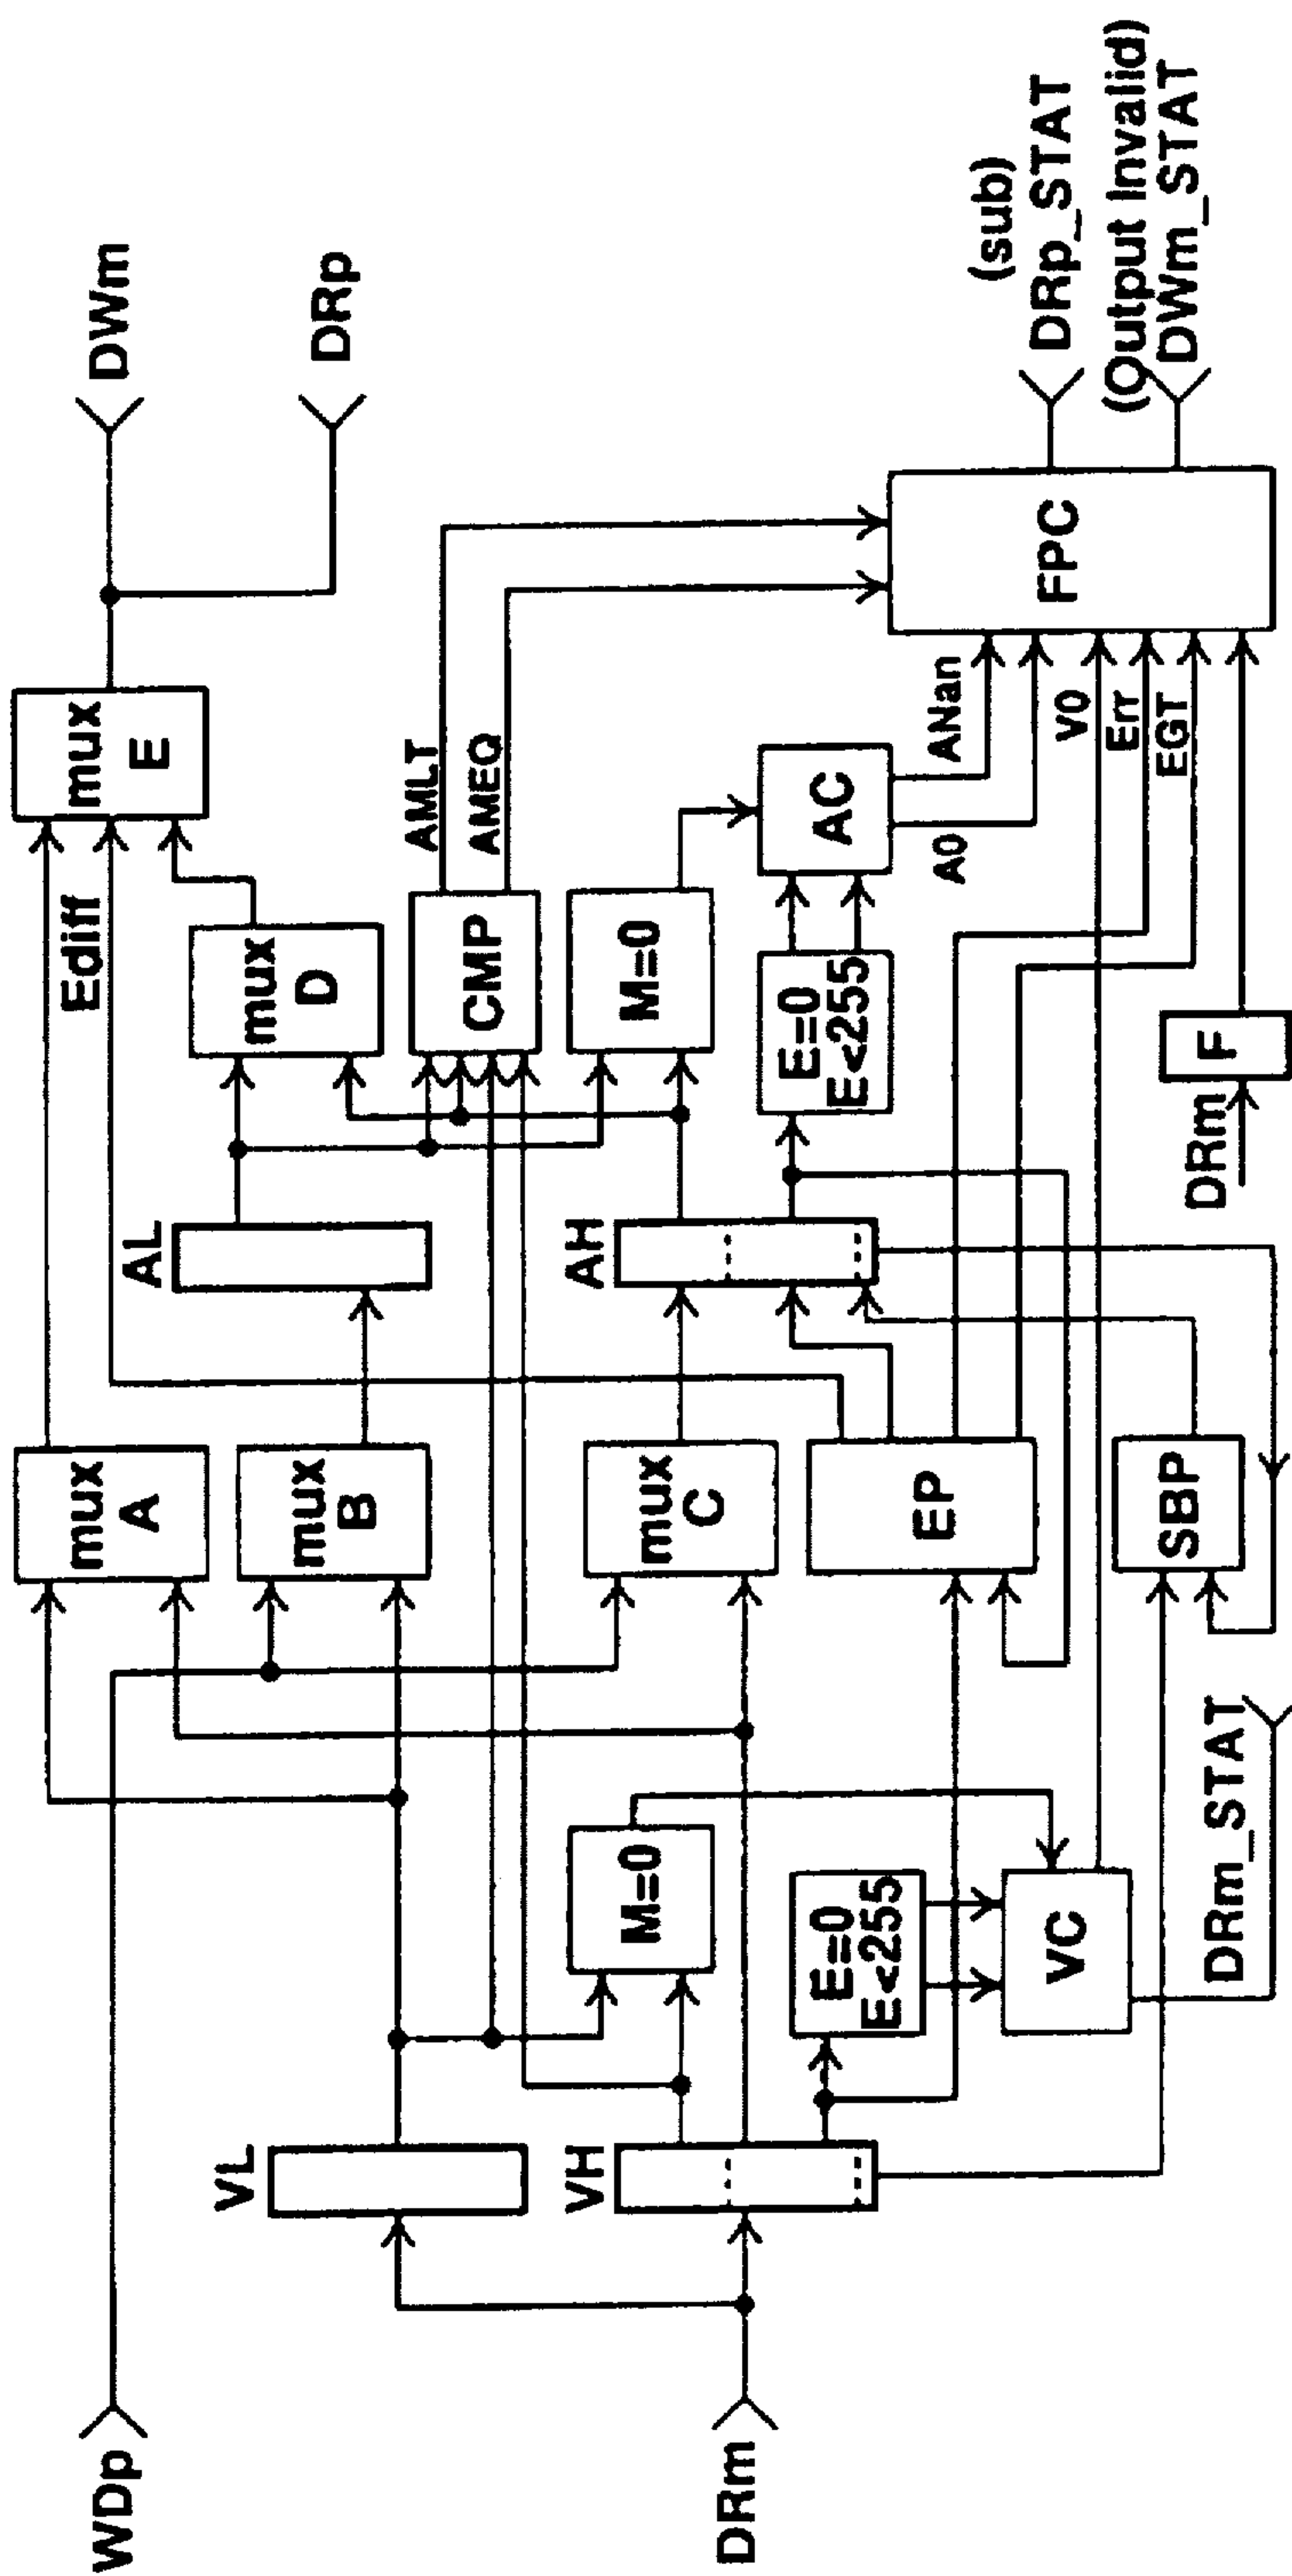 WDp
DRm
VL
VH
M=0
E=0
E<255
VC
DRm_STAT
mux
A
mux
B
mux
C
EP
SBP
AL
AH
Ediff
mux
D
CMP
M=0
E=0
E<255
DRm
F
mux
E
AMLT
AMEQ
AC
ANan
A0
V0
Err
EGT
FPC
DWm
DRp
(sub)
DRp_STAT
(Output Invalid)
DWm_STAT